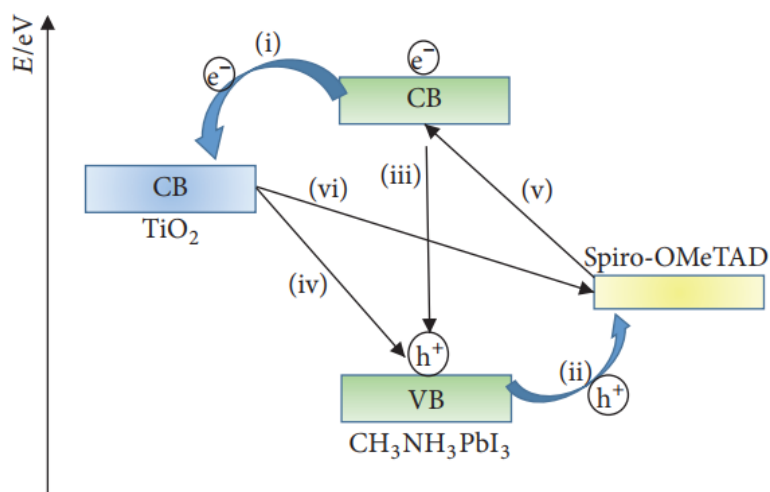 E/eV
(i)
e⁻
e⁻
CB
(iii)
(v)
(vi)
CB
TiO₂
Spiro-OMeTAD
(iv)
h⁺
(ii)
h⁺
VB
CH₃NH₃PbI₃